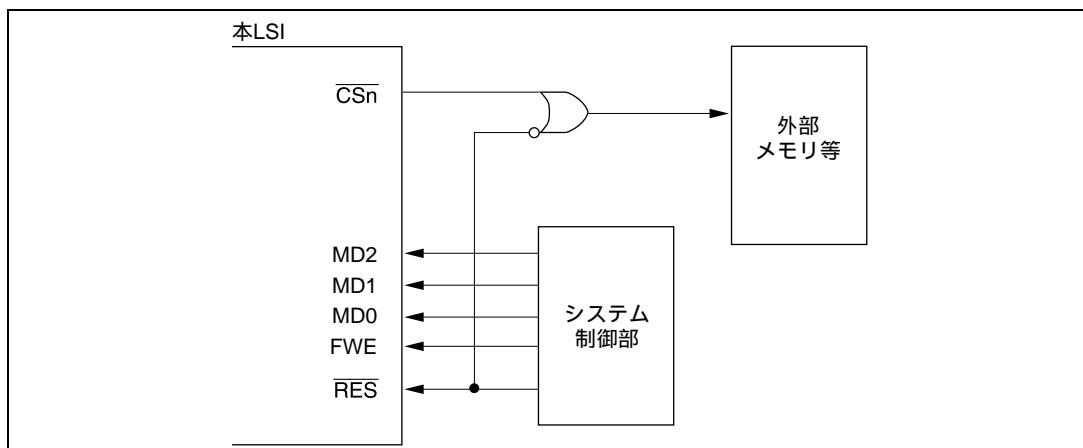 本LSI
CSn
外部
メモリ等
MD2
MD1
MD0
FWE
RES
システム
制御部